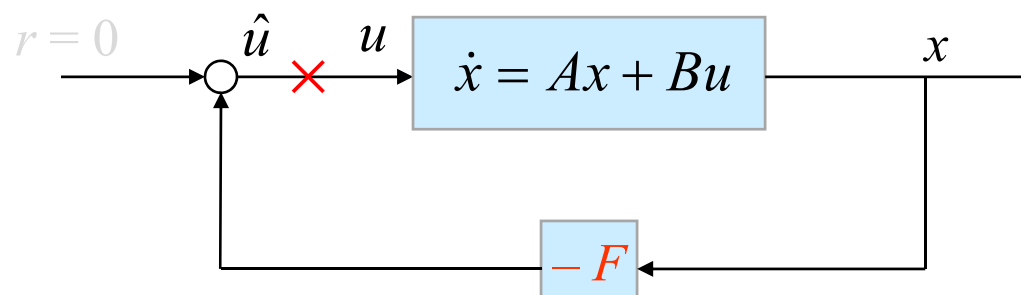 r = 0
û
u
ẋ = Ax + Bu
x
− F